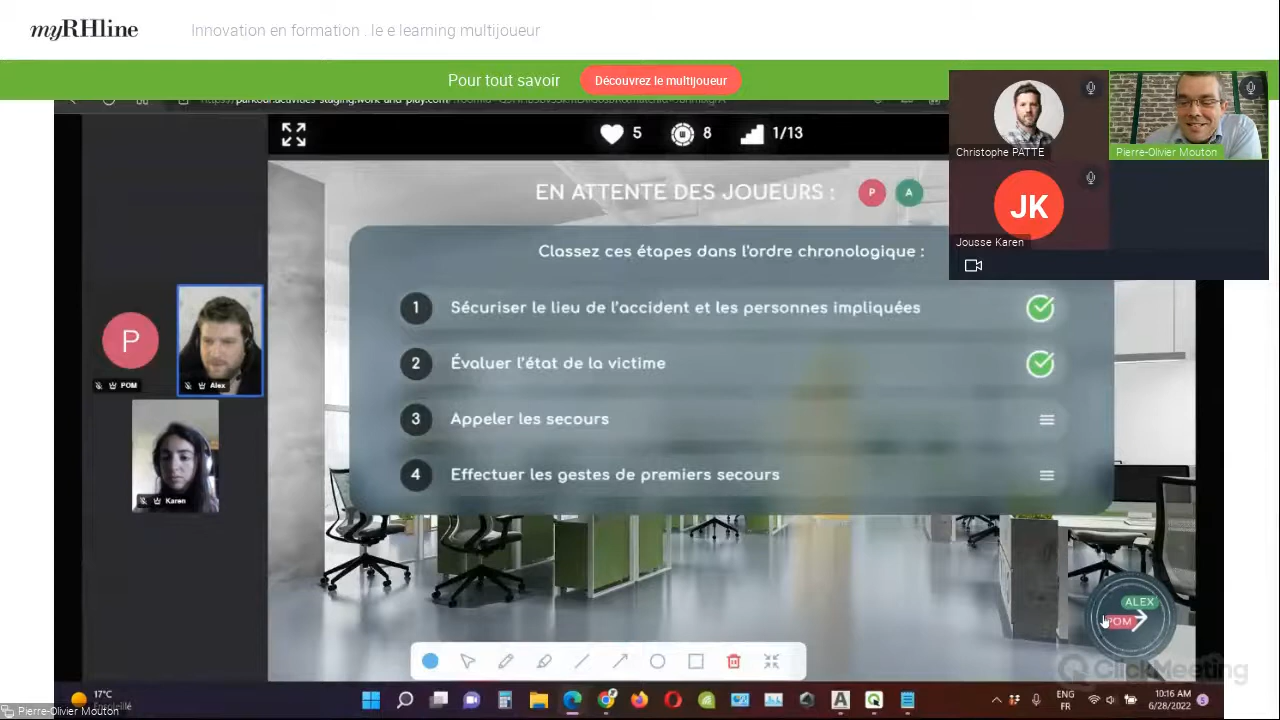 myRHline
Innovation en formation . le e learning multijoueur
Pour tout savoir
Découvrez le multijoueur
Christophe PATTE
Pierre-Olivier Mouton
JK
Jousse Karen
5
8
1/13
EN ATTENTE DES JOUEURS :
P
A
Classez ces étapes dans l'ordre chronologique :
1 Sécuriser le lieu de l'accident et les personnes impliquées
2 Évaluer l'état de la victime
3 Appeler les secours
4 Effectuer les gestes de premiers secours
P
POM
Alex
Karen
ALEX
POM
ClickMeeting
17°C
Ensoleillé
Pierre-Olivier Mouton
ENG
FR
10:16 AM
6/28/2022
5